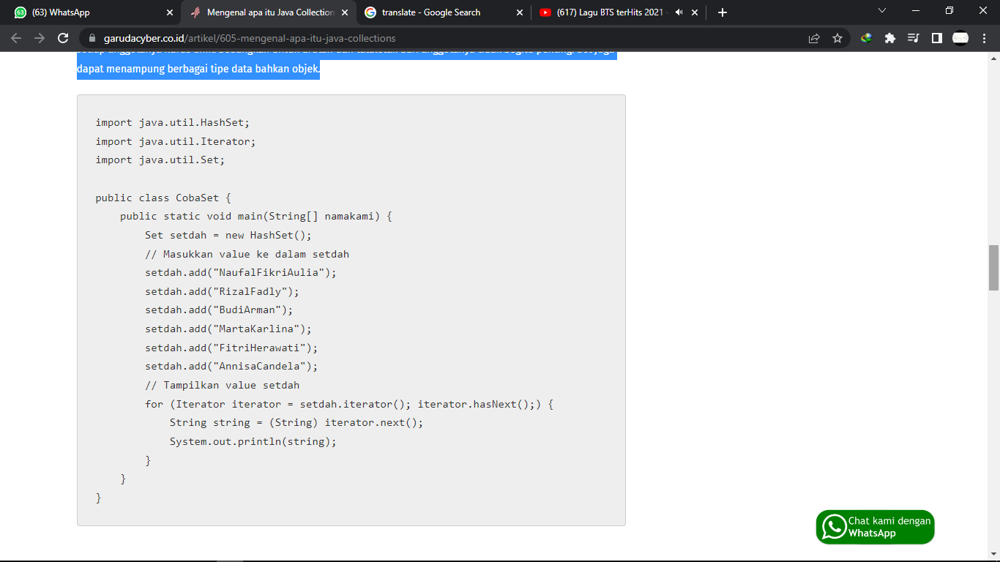 (63) WhatsApp
Mengenal apa itu Java Collection
translate - Google Search
(617) Lagu BTS terHits 2021 -
garudacyber.co.id/artikel/605-mengenal-apa-itu-java-collections
dapat menampung berbagai tipe data bahkan objek.
import java.util.HashSet;
import java.util.Iterator;
import java.util.Set;
public class CobaSet {
public static void main(String[] namakami) {
Set setdah = new HashSet();
// Masukkan value ke dalam setdah
setdah.add("NaufalFikriAulia");
setdah.add("RizalFadly");
setdah.add("BudiArman");
setdah.add("MartaKarlina");
setdah.add("FitriHerawati");
setdah.add("AnnisaCandela");
// Tampilkan value setdah
for (Iterator iterator = setdah.iterator(); iterator.hasNext();) {
String string = (String) iterator.next();
System.out.println(string);
}
}
}
Chat kami dengan
WhatsApp